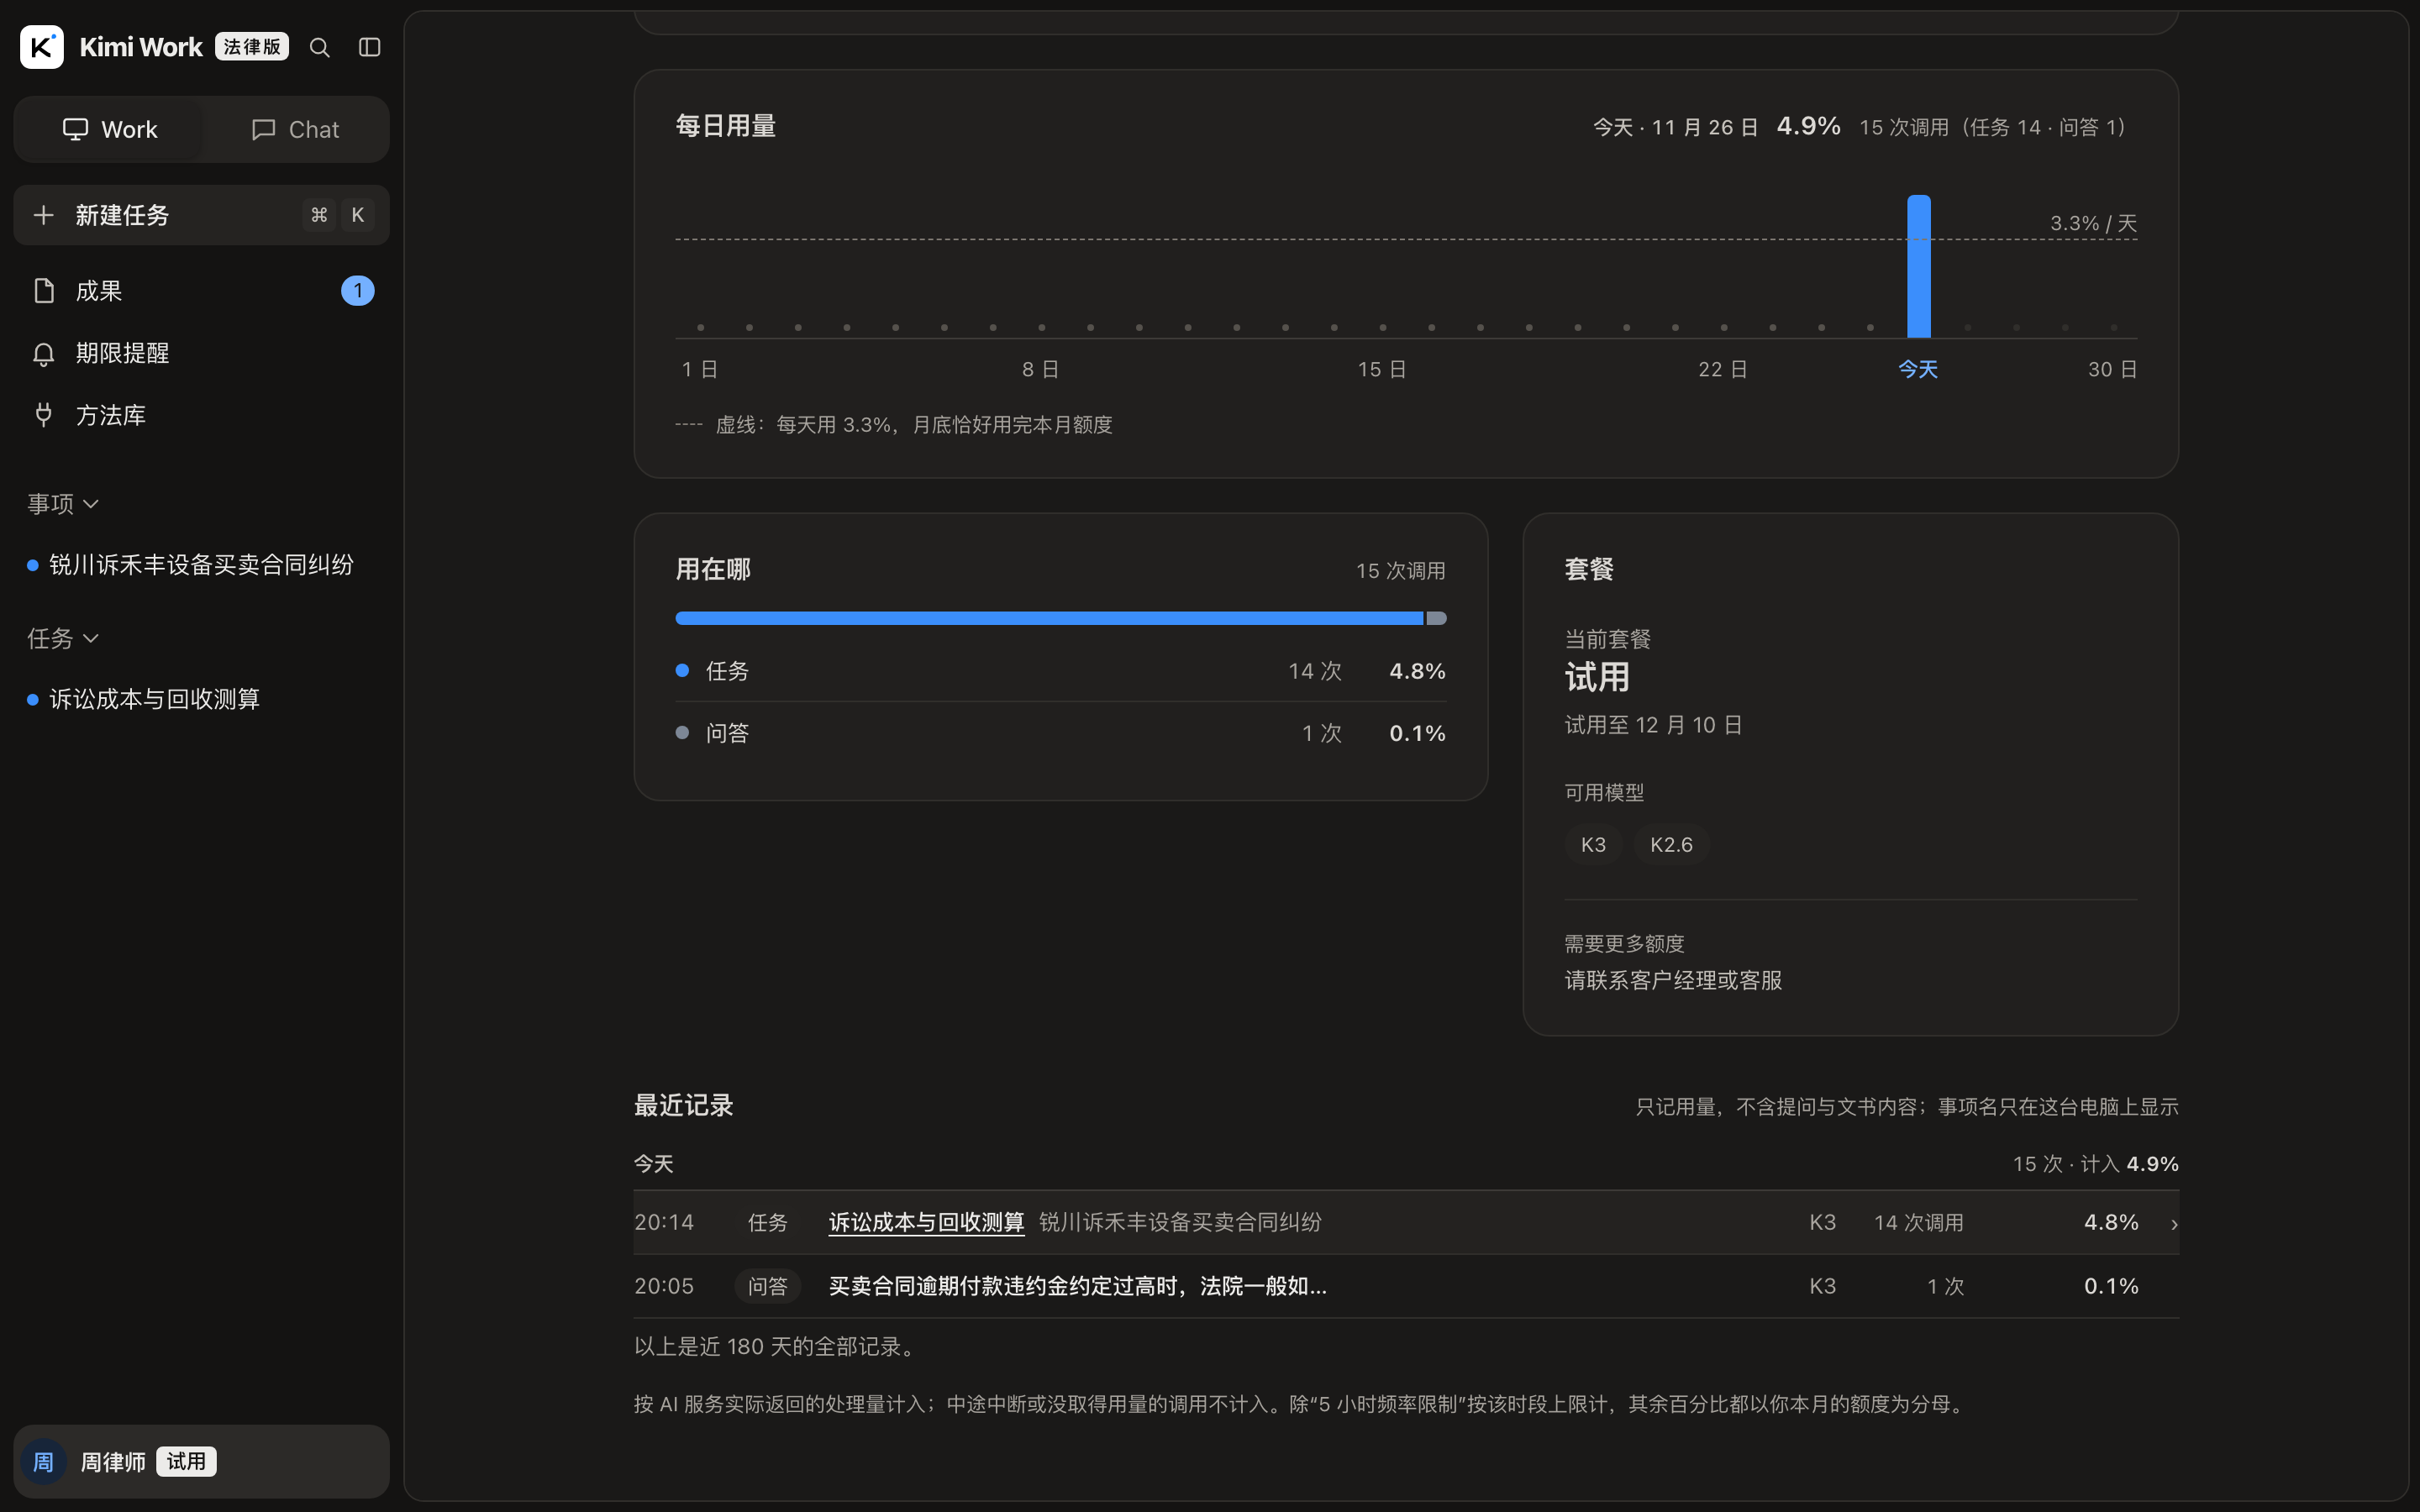 Kimi Work 法律版
Work
Chat
新建任务 ⌘ K
成果 1
期限提醒
方法库
事项
锐川诉禾丰设备买卖合同纠纷
任务
诉讼成本与回收测算
周 周律师 试用
每日用量
今天 · 11 月 26 日 4.9% 15 次调用（任务 14 · 问答 1）
3.3% / 天
1 日 8 日 15 日 22 日 今天 30 日
虚线：每天用 3.3%，月底恰好用完本月额度
用在哪 15 次调用
任务 14 次 4.8%
问答 1 次 0.1%
套餐
当前套餐
试用
试用至 12 月 10 日
可用模型
K3 K2.6
需要更多额度
请联系客户经理或客服
最近记录 只记用量，不含提问与文书内容；事项名只在这台电脑上显示
今天 15 次 · 计入 4.9%
20:14 任务 诉讼成本与回收测算 锐川诉禾丰设备买卖合同纠纷 K3 14 次调用 4.8% ›
20:05 问答 买卖合同逾期付款违约金约定过高时，法院一般如... K3 1 次 0.1%
以上是近 180 天的全部记录。
按 AI 服务实际返回的处理量计入；中途中断或没取得用量的调用不计入。除“5 小时频率限制”按该时段上限计，其余百分比都以你本月的额度为分母。